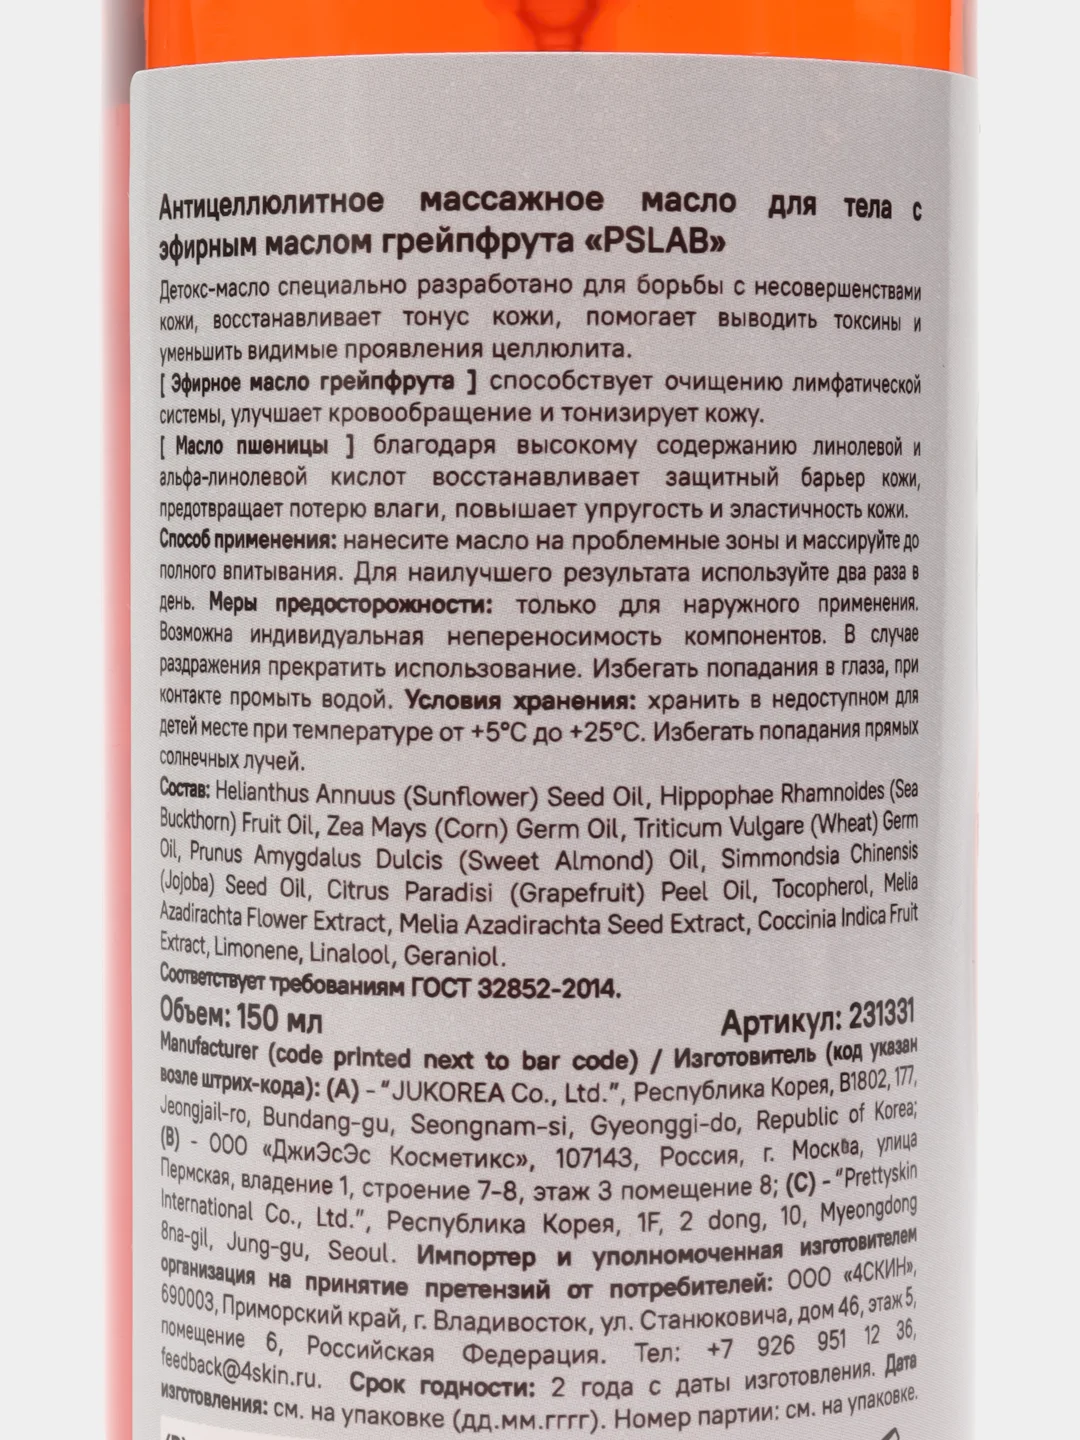 Антицеллюлитное массажное масло для тела с
эфирным маслом грейпфрута «PSLAB»
Детокс-масло специально разработано для борьбы с несовершенствами
кожи, восстанавливает тонус кожи, помогает выводить токсины и
уменьшить видимые проявления целлюлита.
[ Эфирное масло грейпфрута ] способствует очищению лимфатической
системы, улучшает кровообращение и тонизирует кожу.
[ Масло пшеницы ] благодаря высокому содержанию линолевой и
альфа-линолевой кислот восстанавливает защитный барьер кожи,
предотвращает потерю влаги, повышает упругость и эластичность кожи.
Способ применения: нанесите масло на проблемные зоны и массируйте до
полного впитывания. Для наилучшего результата используйте два раза в
день. Меры предосторожности: только для наружного применения.
Возможна индивидуальная непереносимость компонентов. В случае
раздражения прекратить использование. Избегать попадания в глаза, при
контакте промыть водой. Условия хранения: хранить в недоступном для
детей месте при температуре от +5°C до +25°C. Избегать попадания прямых
солнечных лучей.
Состав: Helianthus Annuus (Sunflower) Seed Oil, Hippophae Rhamnoides (Sea
Buckthorn) Fruit Oil, Zea Mays (Corn) Germ Oil, Triticum Vulgare (Wheat) Germ
Oil, Prunus Amygdalus Dulcis (Sweet Almond) Oil, Simmondsia Chinensis
(Jojoba) Seed Oil, Citrus Paradisi (Grapefruit) Peel Oil, Tocopherol, Melia
Azadirachta Flower Extract, Melia Azadirachta Seed Extract, Coccinia Indica Fruit
Extract, Limonene, Linalool, Geraniol.
Соответствует требованиям ГОСТ 32852-2014.
Объем: 150 мл Артикул: 231331
Manufacturer (code printed next to bar code) / Изготовитель (код указан
возле штрих-кода): (A) - “JUKOREA Co., Ltd.”, Республика Корея, B1802, 177,
Jeongjail-ro, Bundang-gu, Seongnam-si, Gyeonggi-do, Republic of Korea;
(B) - ООО «ДжиЭсЭс Косметикс», 107143, Россия, г. Москва, улица
Пермская, владение 1, строение 7-8, этаж 3 помещение 8; (C) - “Prettyskin
International Co., Ltd.”, Республика Корея, 1F, 2 dong, 10, Myeongdong
8na-gil, Jung-gu, Seoul. Импортер и уполномоченная изготовителем
организация на принятие претензий от потребителей: ООО «4СКИН»,
690003, Приморский край, г. Владивосток, ул. Станюковича, дом 46, этаж 5,
помещение 6, Российская Федерация. Тел: +7 926 951 12 36,
feedback@4skin.ru. Срок годности: 2 года с даты изготовления. Дата
изготовления: см. на упаковке (дд.мм.гггг). Номер партии: см. на упаковке.